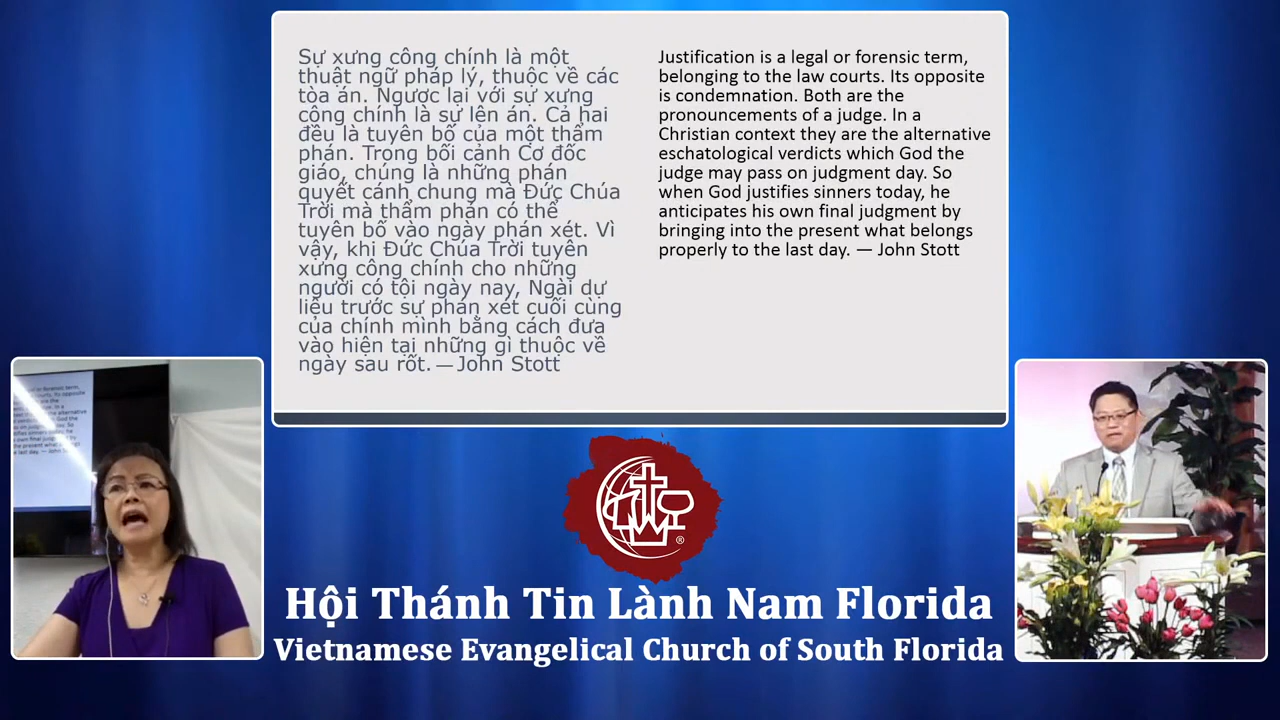 Sự xưng công chính là một
thuật ngữ pháp lý, thuộc về các
tòa án. Ngược lại với sự xưng
công chính là sự lên án. Cả hai
đều là tuyên bố của một thẩm
phán. Trong bối cảnh Cơ đốc
giáo, chúng là những phán
quyết cánh chung mà Đức Chúa
Trời mà thẩm phán có thể
tuyên bố vào ngày phán xét. Vì
vậy, khi Đức Chúa Trời tuyên
xưng công chính cho những
người có tội ngày nay, Ngài dự
liệu trước sự phán xét cuối cùng
của chính mình bằng cách đưa
vào hiện tại những gì thuộc về
ngày sau rốt. — John Stott
Justification is a legal or forensic term,
belonging to the law courts. Its opposite
is condemnation. Both are the
pronouncements of a judge. In a
Christian context they are the alternative
eschatological verdicts which God the
judge may pass on judgment day. So
when God justifies sinners today, he
anticipates his own final judgment by
bringing into the present what belongs
properly to the last day. — John Stott
®
Hội Thánh Tin Lành Nam Florida
Vietnamese Evangelical Church of South Florida